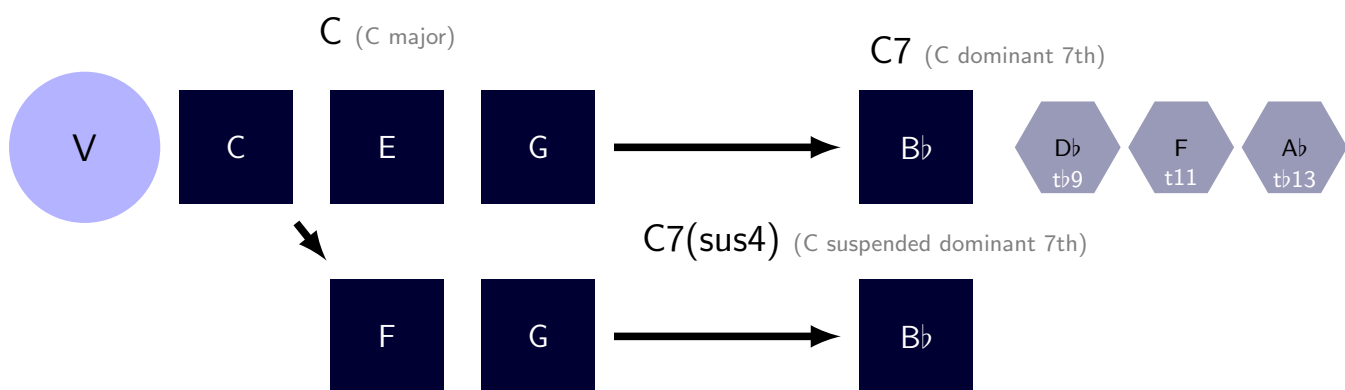 C (C major)
C7 (C dominant 7th)
V
C
E
G
B♭
D♭
t♭9
F
t11
A♭
t♭13
C7(sus4) (C suspended dominant 7th)
F
G
B♭